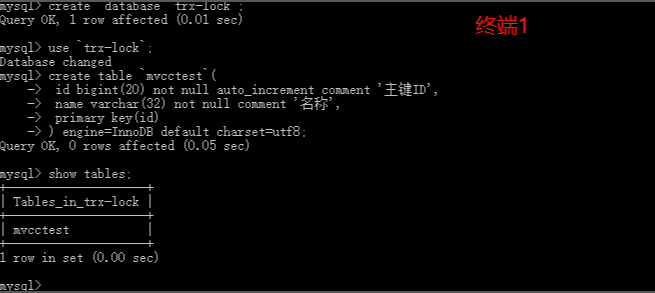 mysql> create database `trx-lock`;
Query OK, 1 row affected (0.01 sec)
终端1
mysql> use `trx-lock`;
Database changed
mysql> create table `mvcctest`(
    -> id bigint(20) not null auto_increment comment '主键ID',
    -> name varchar(32) not null comment '名称',
    -> primary key(id)
    -> ) engine=InnoDB default charset=utf8;
Query OK, 0 rows affected (0.05 sec)
mysql> show tables;
+--------------------+
| Tables_in_trx-lock |
+--------------------+
| mvcctest           |
+--------------------+
1 row in set (0.00 sec)
mysql>